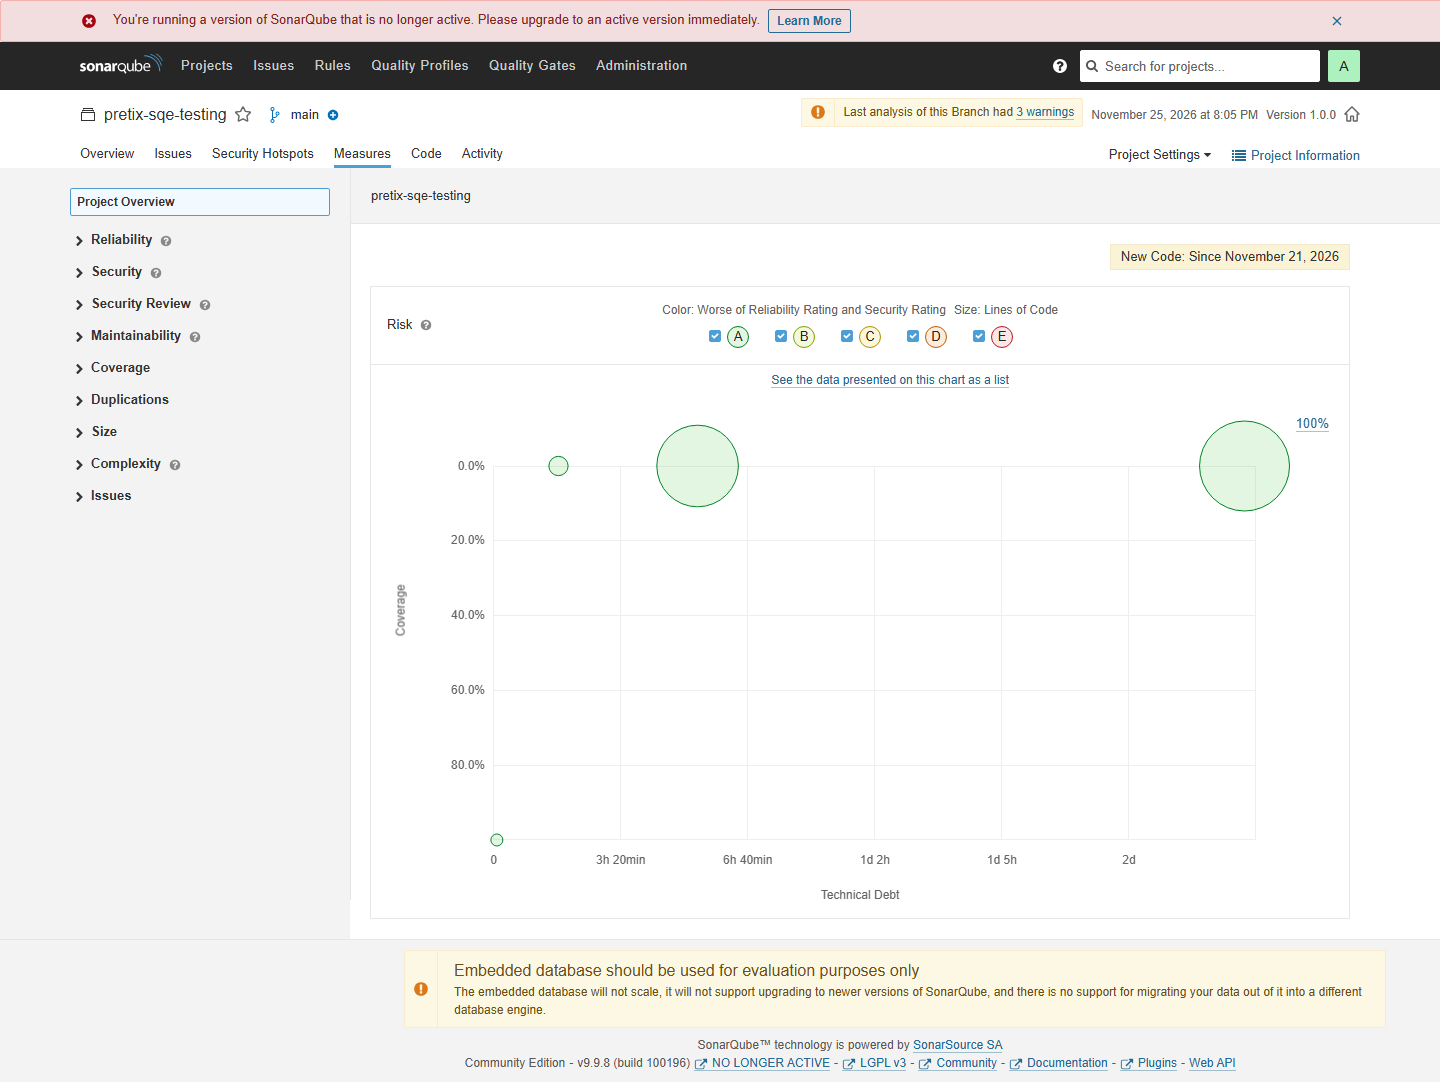 You're running a version of SonarQube that is no longer active. Please upgrade to an active version immediately. Learn More
sonarqube Projects Issues Rules Quality Profiles Quality Gates Administration Search for projects... A
pretix-sqe-testing main Last analysis of this Branch had 3 warnings November 25, 2026 at 8:05 PM Version 1.0.0
Overview Issues Security Hotspots Measures Code Activity Project Settings Project Information
Project Overview
Reliability
Security
Security Review
Maintainability
Coverage
Duplications
Size
Complexity
Issues
pretix-sqe-testing
New Code: Since November 21, 2026
Risk
Color: Worse of Reliability Rating and Security Rating Size: Lines of Code
A B C D E
See the data presented on this chart as a list
100%
0.0%
20.0%
40.0%
60.0%
80.0%
Coverage
0 3h 20min 6h 40min 1d 2h 1d 5h 2d
Technical Debt
Embedded database should be used for evaluation purposes only
The embedded database will not scale, it will not support upgrading to newer versions of SonarQube, and there is no support for migrating your data out of it into a different
database engine.
SonarQube™ technology is powered by SonarSource SA
Community Edition - v9.9.8 (build 100196) NO LONGER ACTIVE - LGPL v3 - Community - Documentation - Plugins - Web API